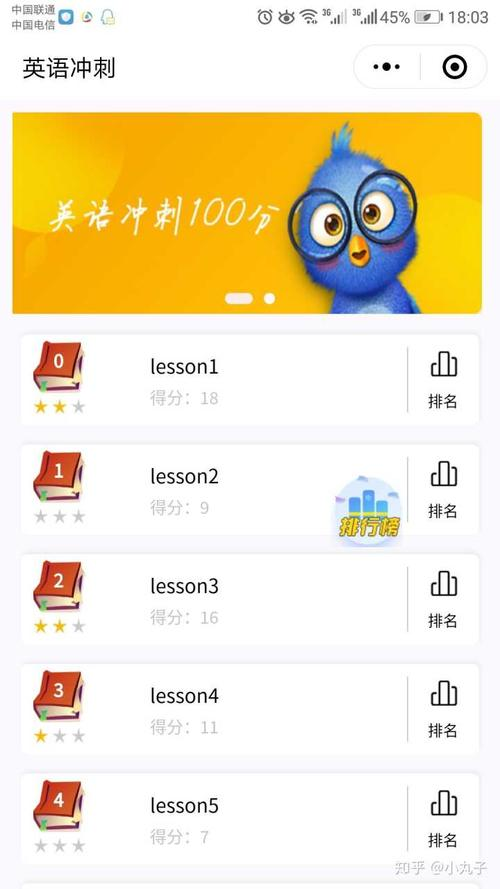 中国联通
中国电信
3G 3G 45% 18:03
英语冲刺
英语冲刺100分
0
lesson1
得分：18
排名
1
lesson2
得分：9
排名
排行榜
2
lesson3
得分：16
排名
3
lesson4
得分：11
排名
4
lesson5
得分：7
排名
知乎 @小丸子